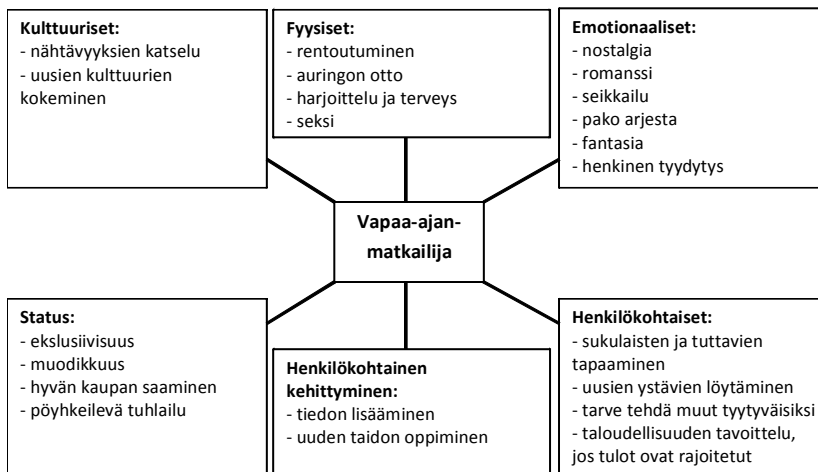 Kulttuuriset:
- nähtävyyksien katselu
- uusien kulttuurien
kokeminen
Fyysiset:
- rentoutuminen
- auringon otto
- harjoittelu ja terveys
- seksi
Emotionaaliset:
- nostalgia
- romanssi
- seikkailu
- pako arjesta
- fantasia
- henkinen tyydytys
Vapaa-ajan-
matkailija
Status:
- ekslusiivisuus
- muodikkuus
- hyvän kaupan saaminen
- pöyhkeilevä tuhlailu
Henkilökohtainen
kehittyminen:
- tiedon lisääminen
- uuden taidon oppiminen
Henkilökohtaiset:
- sukulaisten ja tuttavien
tapaaminen
- uusien ystävien löytäminen
- tarve tehdä muut tyytyväisiksi
- taloudellisuuden tavoittelu,
jos tulot ovat rajoitetut